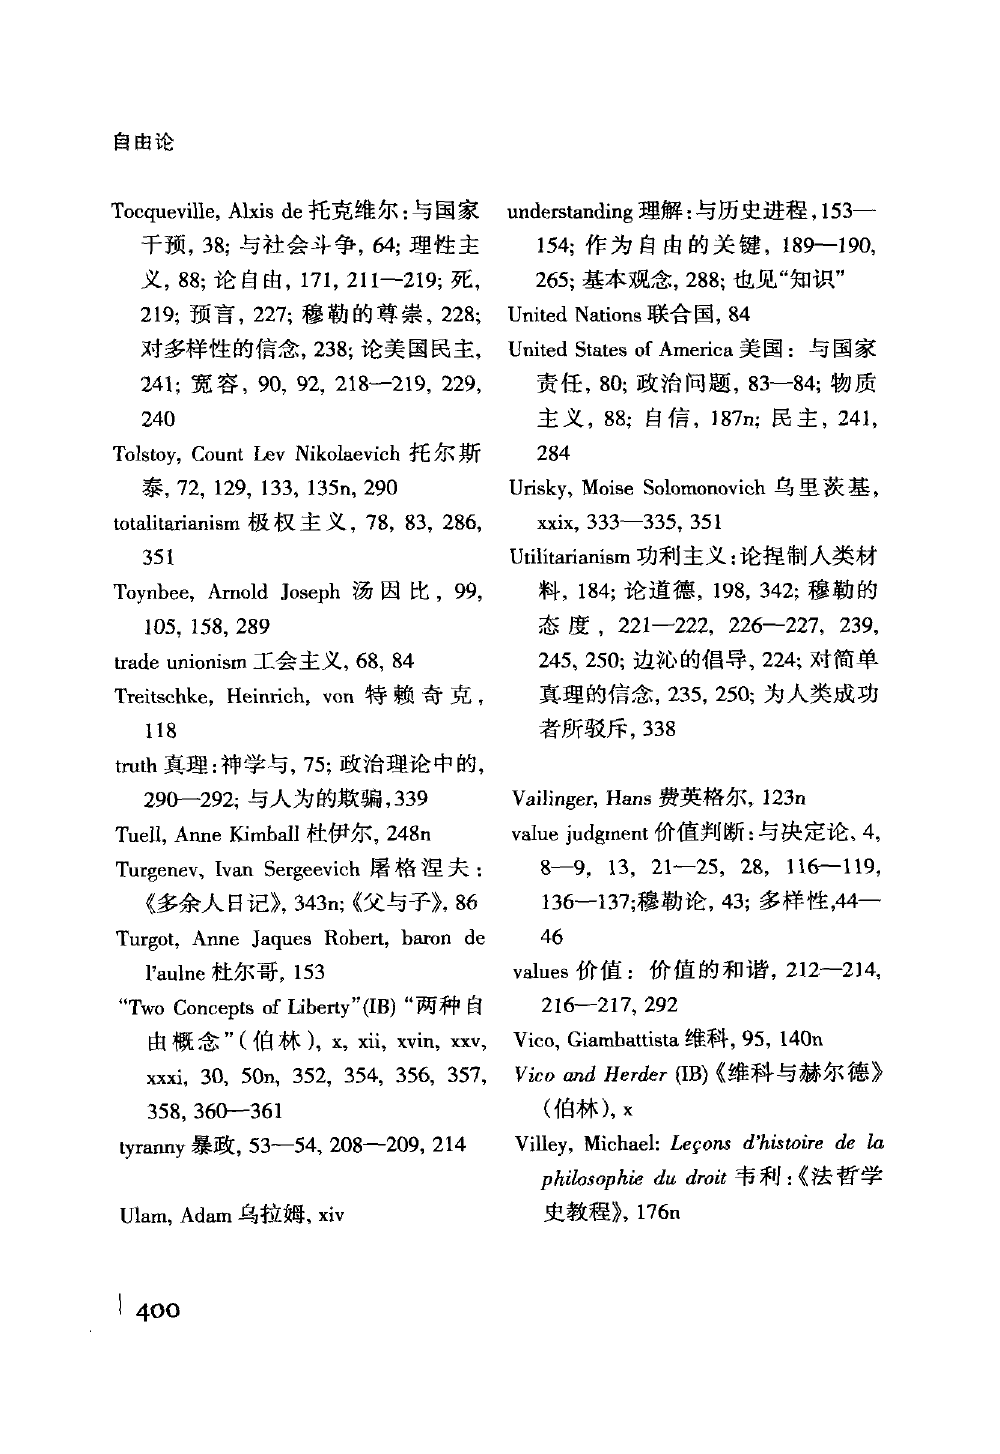 自由论
Tocqueville, Alxis de 托克维尔:与国家
干预, 38; 与社会斗争, 64; 理性主
义, 88; 论自由, 171, 211—219; 死,
219; 预言, 227; 穆勒的尊崇, 228;
对多样性的信念, 238; 论美国民主,
241; 宽容, 90, 92, 218—219, 229,
240
Tolstoy, Count Lev Nikolaevich 托尔斯
泰, 72, 129, 133, 135n, 290
totalitarianism 极权主义, 78, 83, 286,
351
Toynbee, Arnold Joseph 汤因比, 99,
105, 158, 289
trade unionism 工会主义, 68, 84
Treitschke, Heinrich, von 特赖奇克,
118
truth 真理:神学与, 75; 政治理论中的,
290—292; 与人为的欺骗,339
Tuell, Anne Kimball 杜伊尔, 248n
Turgenev, Ivan Sergeevich 屠格涅夫:
《多余人日记》, 343n;《父与子》, 86
Turgot, Anne Jaques Robert, baron de
l'aulne 杜尔哥, 153
“Two Concepts of Liberty”(IB) “两种自
由概念”(伯林), x, xii, xvin, xxv,
xxxi, 30, 50n, 352, 354, 356, 357,
358, 360—361
tyranny 暴政, 53—54, 208—209, 214
Ulam, Adam 乌拉姆, xiv
understanding 理解:与历史进程,153—
154; 作为自由的关键, 189—190,
265; 基本观念, 288; 也见“知识”
United Nations 联合国, 84
United States of America 美国: 与国家
责任, 80; 政治问题, 83—84; 物质
主义, 88; 自信, 187n; 民主, 241,
284
Urisky, Moise Solomonovich 乌里茨基,
xxix, 333—335, 351
Utilitarianism 功利主义:论捏制人类材
料, 184; 论道德, 198, 342; 穆勒的
态度, 221—222, 226—227, 239,
245, 250; 边沁的倡导, 224; 对简单
真理的信念, 235, 250; 为人类成功
者所驳斥, 338
Vailinger, Hans 费英格尔, 123n
value judgment 价值判断:与决定论, 4,
8—9, 13, 21—25, 28, 116—119,
136—137;穆勒论, 43; 多样性,44—
46
values 价值: 价值的和谐, 212—214,
216—217, 292
Vico, Giambattista 维科, 95, 140n
Vico and Herder (IB)《维科与赫尔德》
(伯林), x
Villey, Michael: Leçons d'histoire de la
philosophie du droit 韦利:《法哲学
史教程》, 176n
400